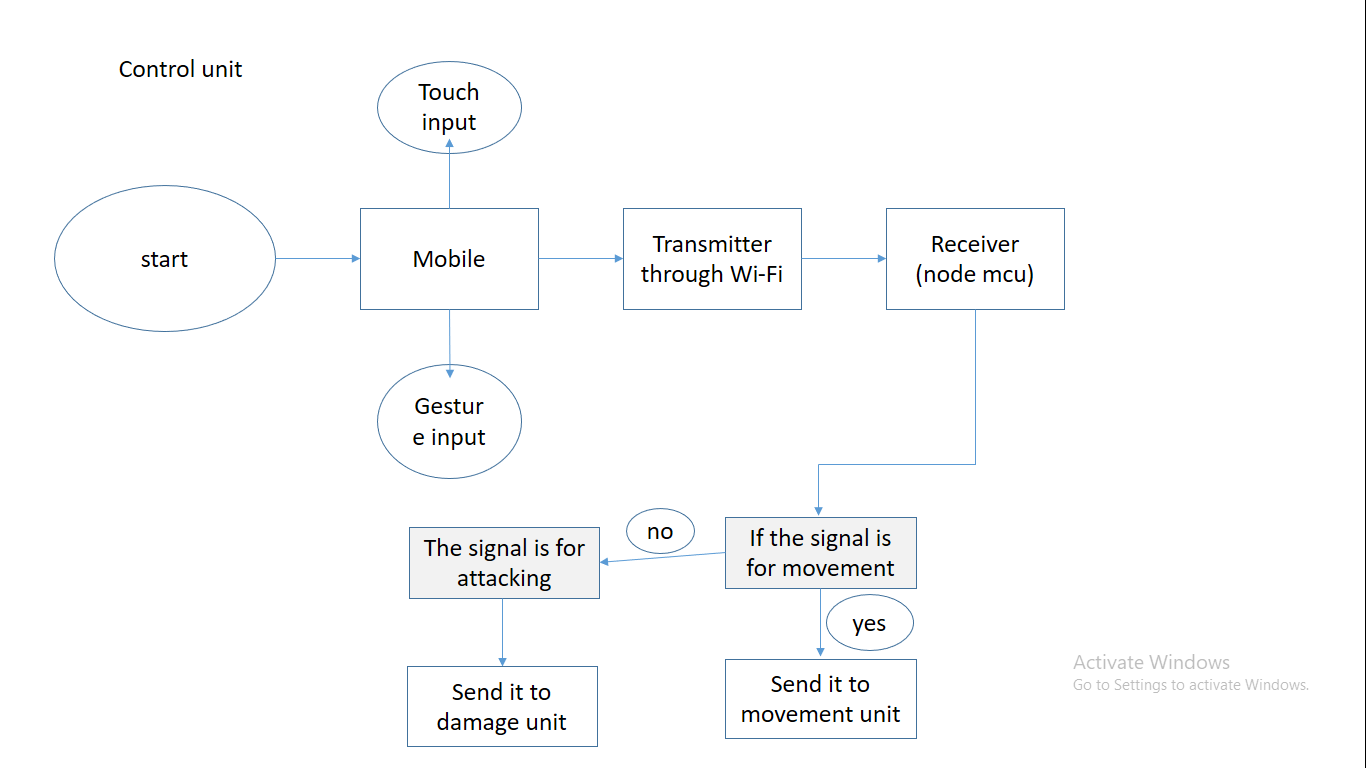 Control unit
Touch
input
start
Mobile
Transmitter
through Wi-Fi
Receiver
(node mcu)
Gestur
e input
no
The signal is for
attacking
If the signal is
for movement
yes
Send it to
damage unit
Send it to
movement unit
Activate Windows
Go to Settings to activate Windows.